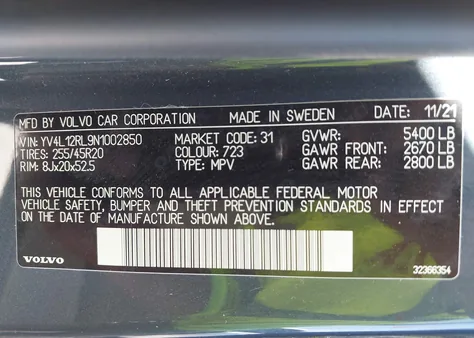 MFD BY VOLVO CAR CORPORATION MADE IN SWEDEN DATE: 11/21
VIN: YV4L12RL9N1002850 MARKET CODE: 31 GVWR: 5400 LB
TIRES: 255/45R20 COLOUR: 723 GAWR FRONT: 2670 LB
RIM: 8Jx20x52.5 TYPE: MPV GAWR REAR: 2800 LB
THIS VEHICLE CONFORMS TO ALL APPLICABLE FEDERAL MOTOR
VEHICLE SAFETY, BUMPER AND THEFT PREVENTION STANDARDS IN EFFECT
ON THE DATE OF MANUFACTURE SHOWN ABOVE.
VOLVO 32366354